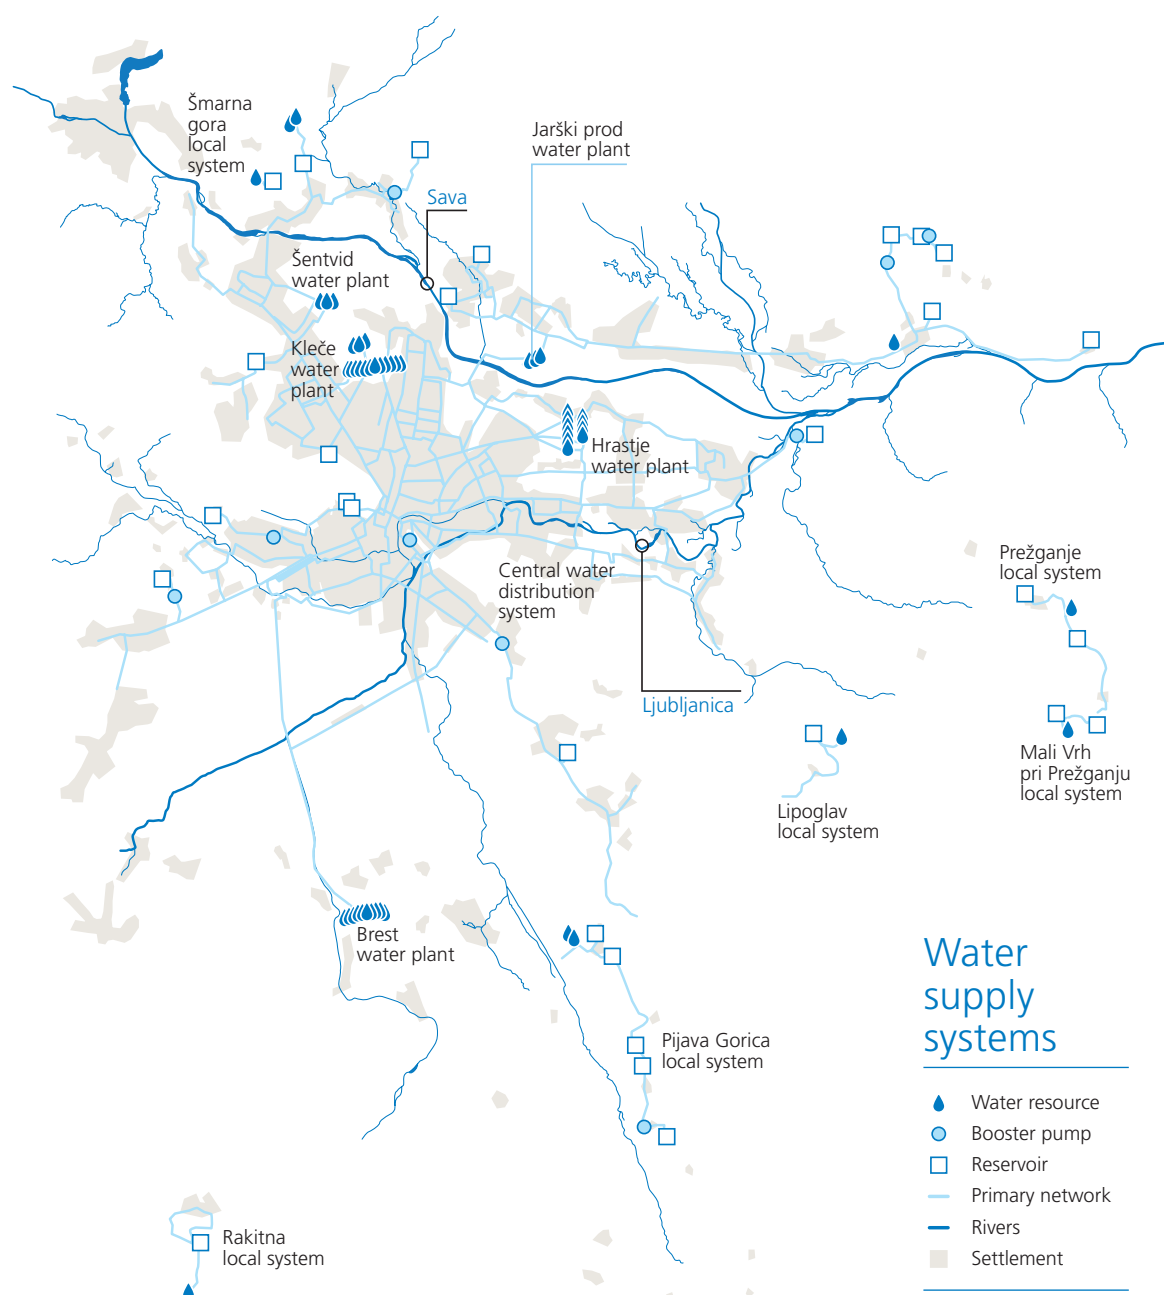 Šmarna
gora
local
system
Jarški prod
water plant
Sava
Šentvid
water plant
Kleče
water
plant
Hrastje
water plant
Central water
distribution
system
Prežganje
local system
Ljubljanica
Mali Vrh
pri Prežganju
local system
Lipoglav
local system
Brest
water plant
Pijava Gorica
local system
Rakitna
local system
Water
supply
systems
Water resource
Booster pump
Reservoir
Primary network
Rivers
Settlement